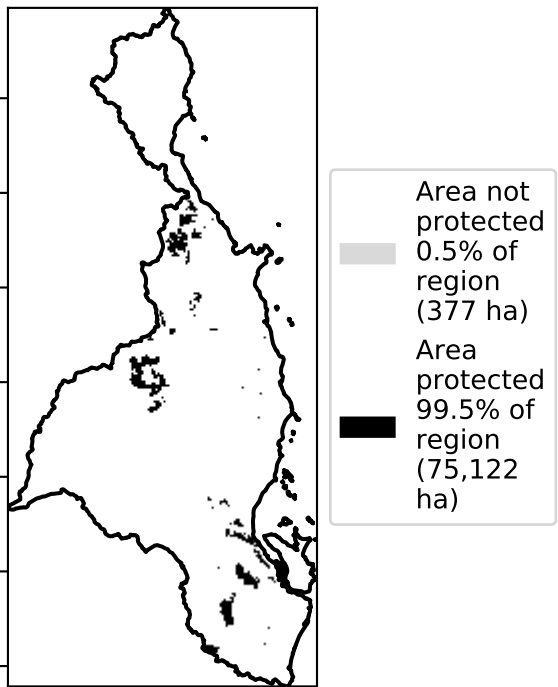 Area not
protected
0.5% of
region
(377 ha)
Area
protected
99.5% of
region
(75,122
ha)